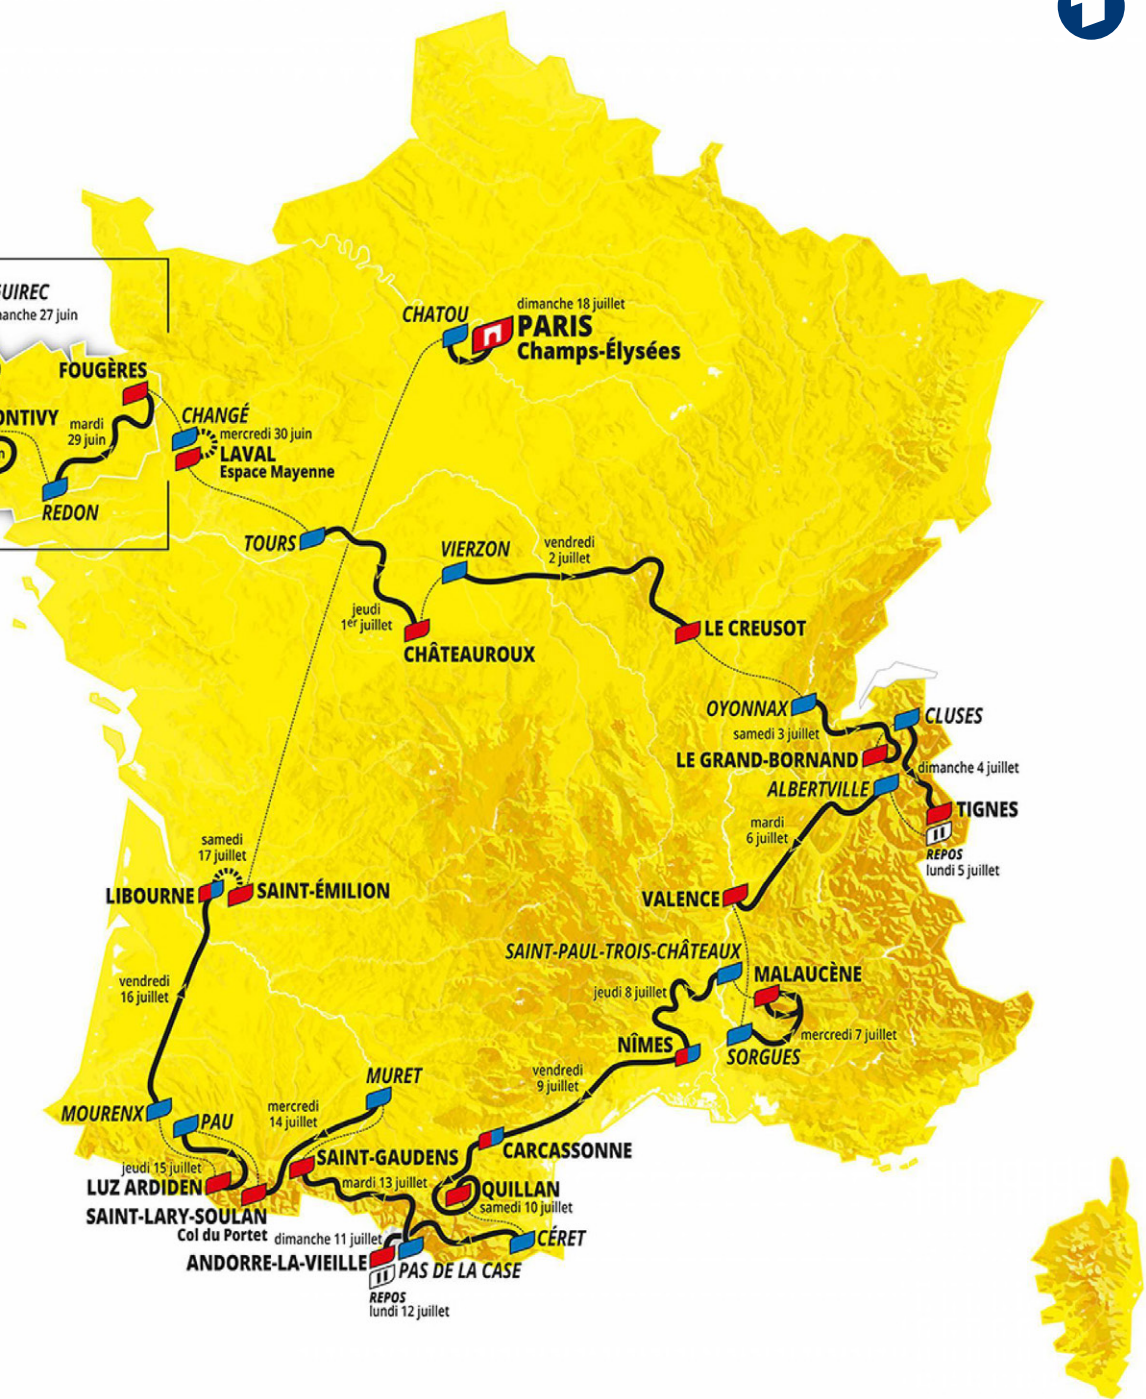 dimanche 18 juillet
CHATOU
PARIS
Champs-Élysées
27 juin
FOUGÈRES
mardi
29 juin
REDON
CHANGÉ
mercredi 30 juin
LAVAL
Espace Mayenne
TOURS
jeudi
1er juillet
CHÂTEAUROUX
VIERZON
vendredi
2 juillet
LE CREUSOT
OYONNAX
samedi 3 juillet
LE GRAND-BORNAND
CLUSES
dimanche 4 juillet
TIGNES
REPOS
lundi 5 juillet
ALBERTVILLE
mardi
6 juillet
VALENCE
SORGUES
mercredi 7 juillet
MALAUCÈNE
SAINT-PAUL-TROIS-CHÂTEAUX
jeudi 8 juillet
NÎMES
vendredi
9 juillet
CARCASSONNE
QUILLAN
samedi 10 juillet
CÉRET
dimanche 11 juillet
ANDORRE-LA-VIEILLE
REPOS
lundi 12 juillet
PAS DE LA CASE
mardi 13 juillet
SAINT-GAUDENS
MURET
mercredi
14 juillet
SAINT-LARY-SOULAN
Col du Portet
PAU
jeudi 15 juillet
LUZ ARDIDEN
MOURENX
vendredi
16 juillet
LIBOURNE
samedi
17 juillet
SAINT-ÉMILION